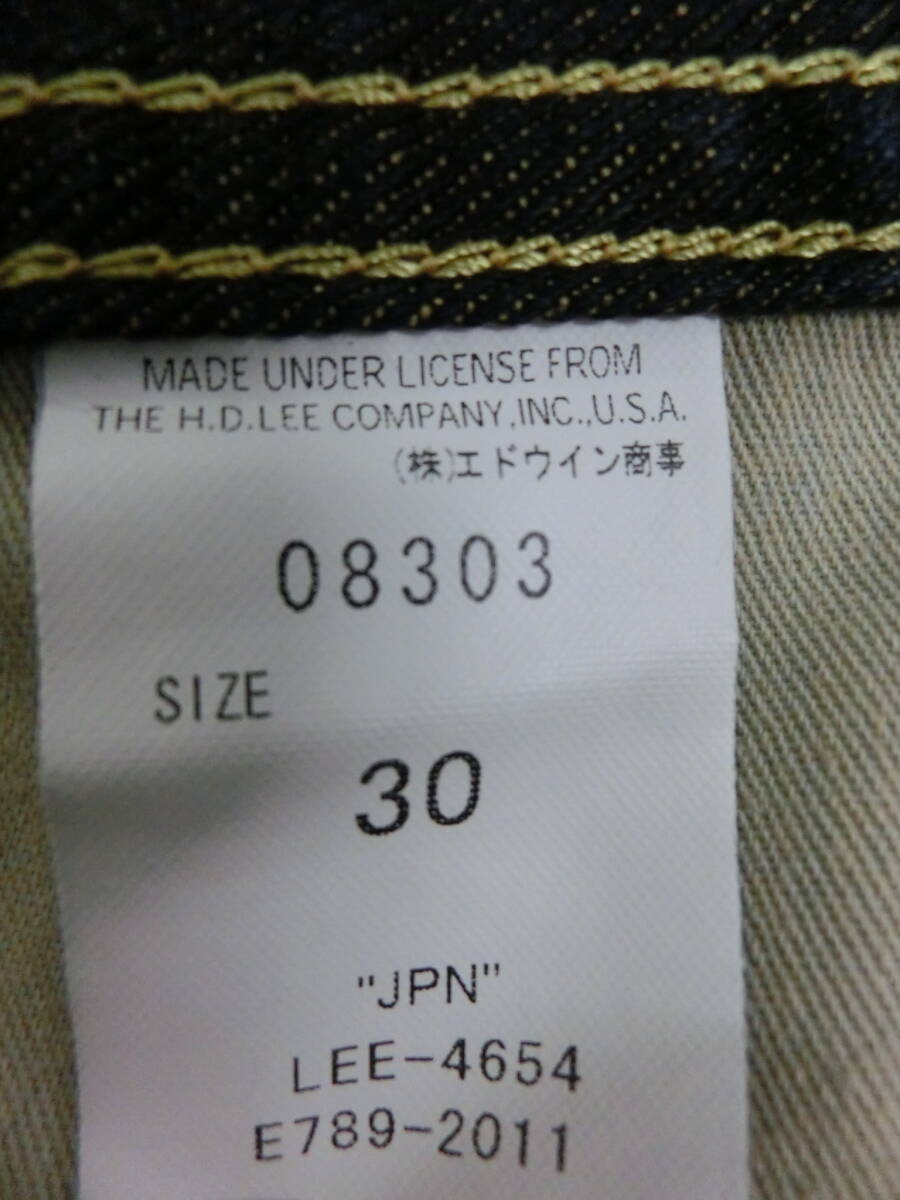 MADE UNDER LICENSE FROM
THE H.D.LEE COMPANY,INC.,U.S.A.
(株)エドウイン商事
08303
SIZE
30
"JPN"
LEE-4654
E789-2011